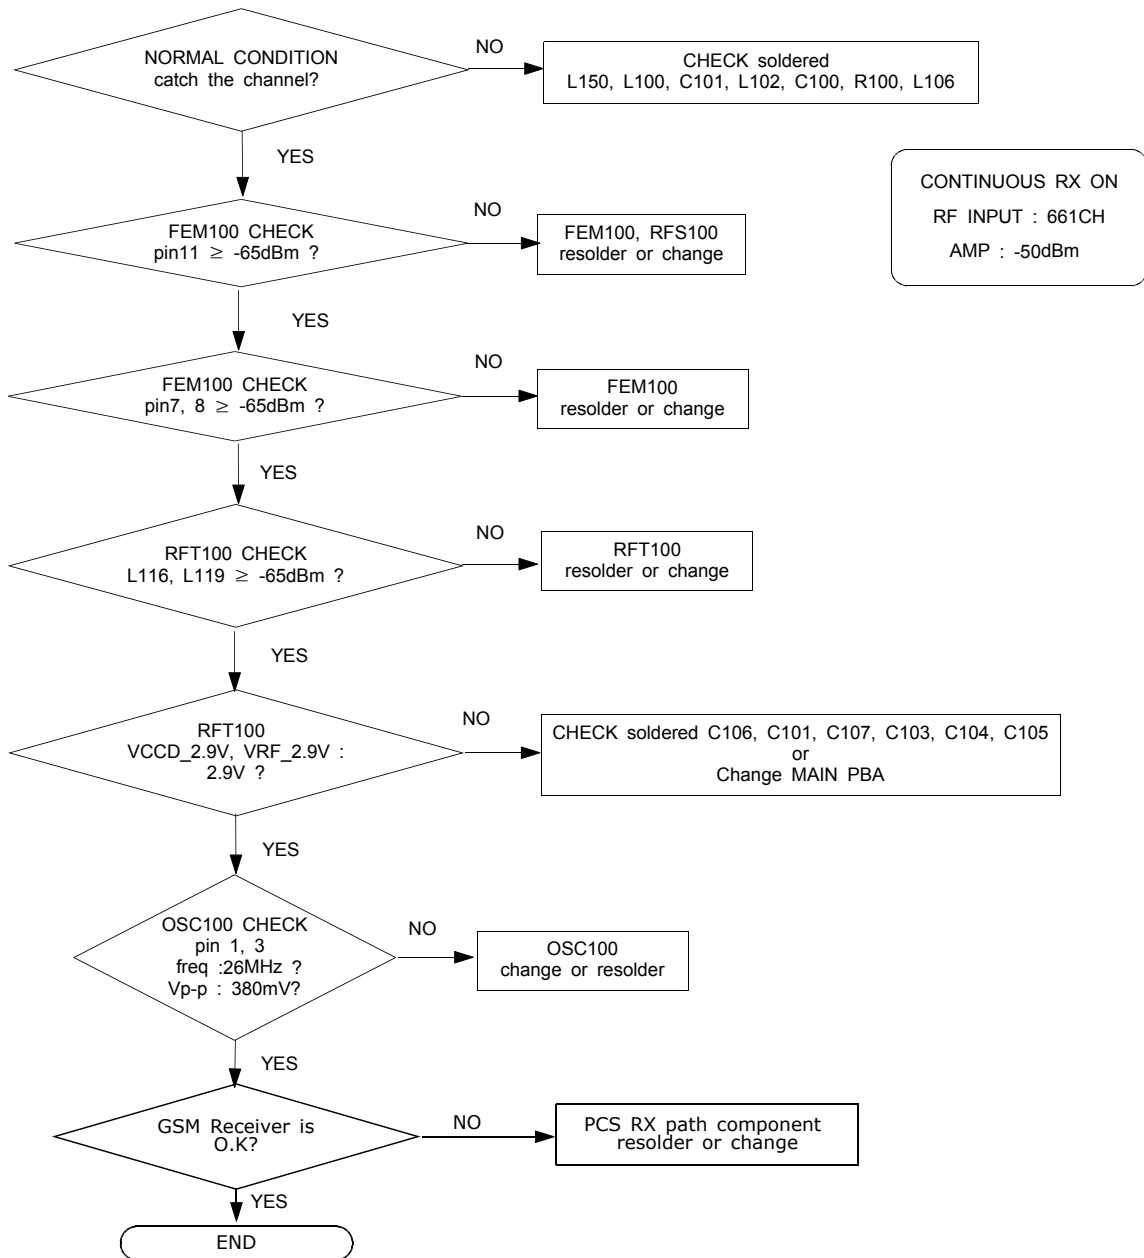 NORMAL CONDITION
catch the channel?
NO
CHECK soldered
L150, L100, C101, L102, C100, R100, L106
YES
CONTINUOUS RX ON
RF INPUT : 661CH
AMP : -50dBm
FEM100 CHECK
pin11 ≥ -65dBm ?
NO
FEM100, RFS100
resolder or change
YES
FEM100 CHECK
pin7, 8 ≥ -65dBm ?
NO
FEM100
resolder or change
YES
RFT100 CHECK
L116, L119 ≥ -65dBm ?
NO
RFT100
resolder or change
YES
RFT100
VCCD_2.9V, VRF_2.9V :
2.9V ?
NO
CHECK soldered C106, C101, C107, C103, C104, C105
or
Change MAIN PBA
YES
OSC100 CHECK
pin 1, 3
freq :26MHz ?
Vp-p : 380mV?
NO
OSC100
change or resolder
YES
GSM Receiver is
O.K?
NO
PCS RX path component
resolder or change
YES
END